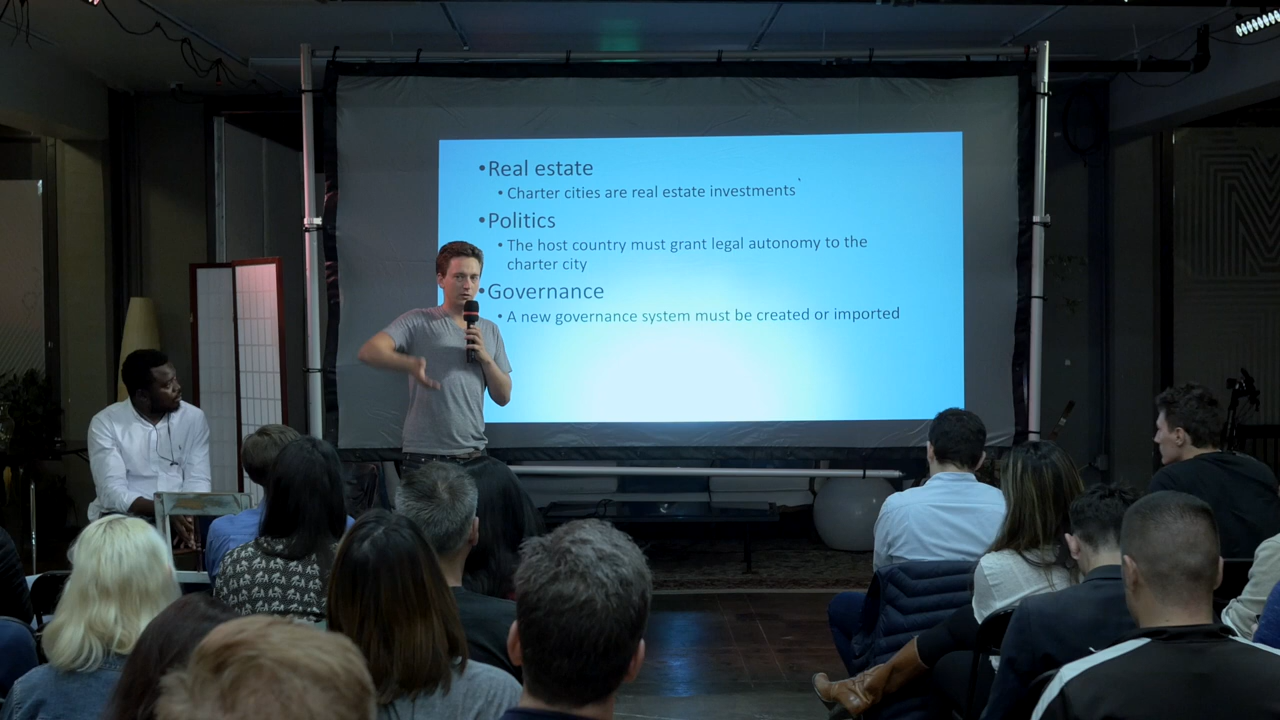 •Real estate
• Charter cities are real estate investments
•Politics
• The host country must grant legal autonomy to the
charter city
•Governance
• A new governance system must be created or imported